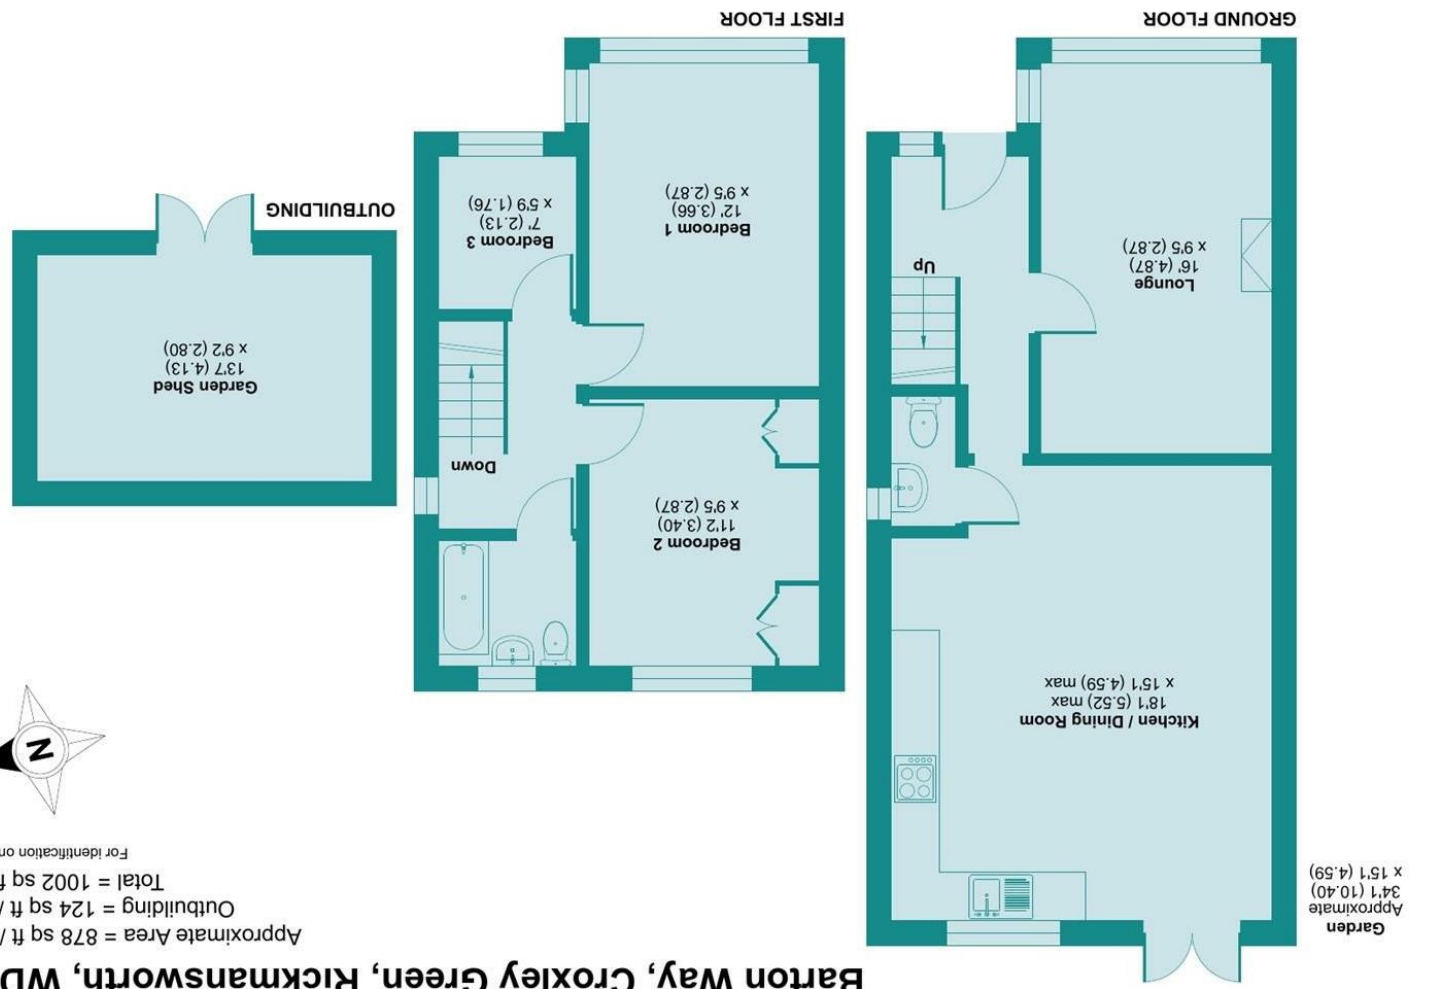 Barton Way, Croxley Green, Rickmansworth, WD
Approximate Area = 878 sq ft /
Outbuilding = 124 sq ft /
Total = 1002 sq f
For identification on
N
Garden
Approximate
34'1 (10.40)
x 15'1 (4.59)
Kitchen / Dining Room
18'1 (5.52) max
x 15'1 (4.59) max
Lounge
16' (4.87)
x 9'5 (2.87)
Up
GROUND FLOOR
Bedroom 2
11'2 (3.40)
x 9'5 (2.87)
Down
Bedroom 1
12' (3.66)
x 9'5 (2.87)
Bedroom 3
7' (2.13)
x 5'9 (1.76)
FIRST FLOOR
Garden Shed
13'7 (4.13)
x 9'2 (2.80)
OUTBUILDING